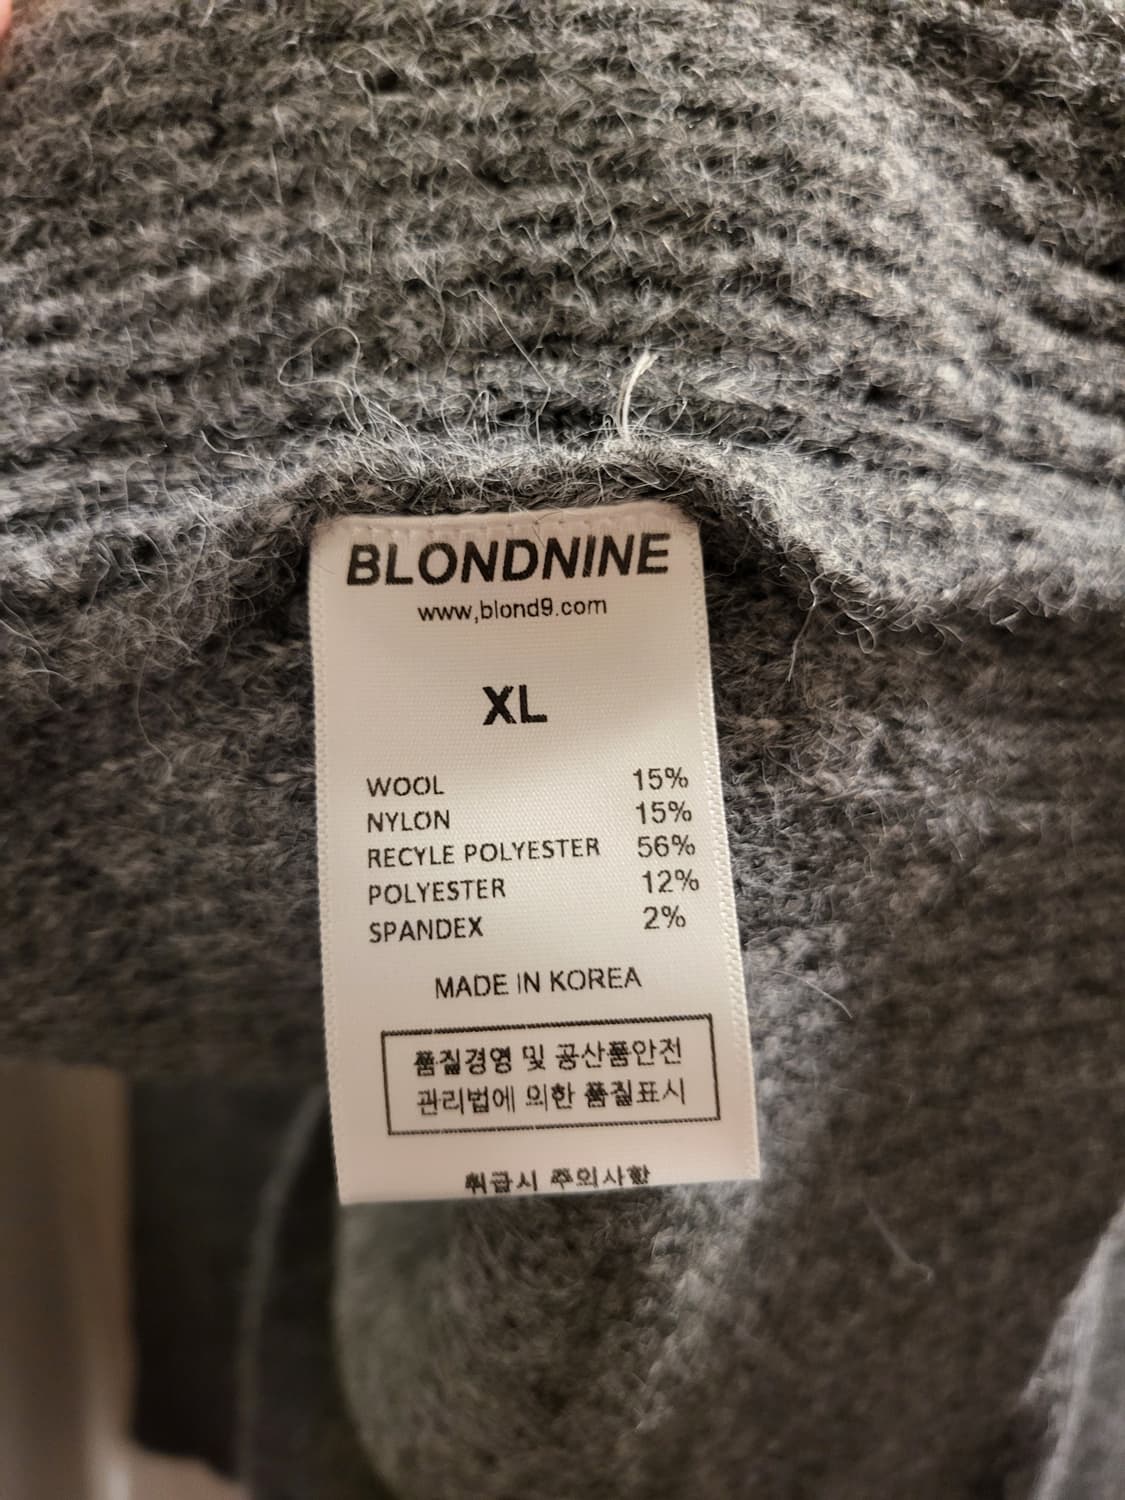 BLONDNINE
www,blond9.com
XL
WOOL 15%
NYLON 15%
RECYLE POLYESTER 56%
POLYESTER 12%
SPANDEX 2%
MADE IN KOREA
품질경영 및 공산품안전
관리법에 의한 품질표시
취급시 주의사항